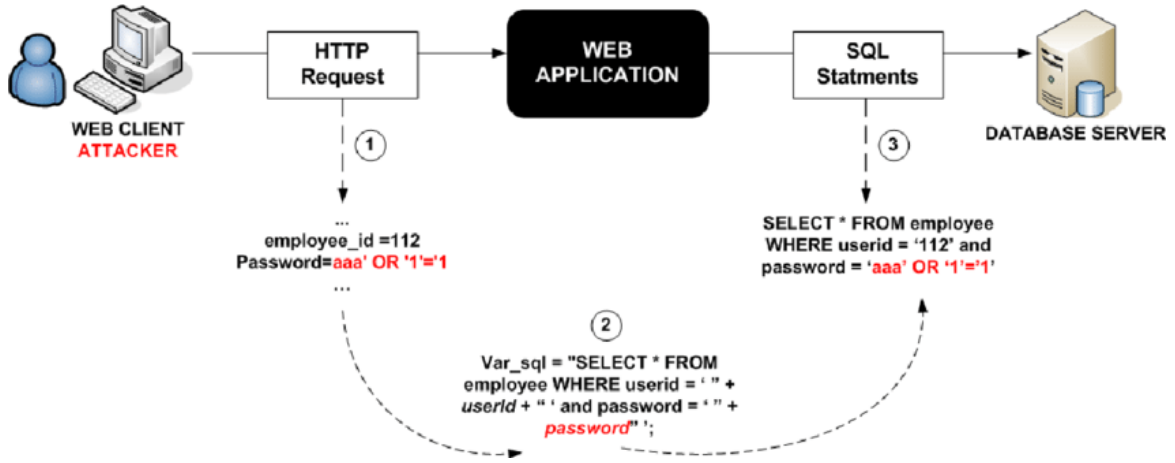 HTTP
Request
WEB
APPLICATION
SQL
Statments
WEB CLIENT
ATTACKER
DATABASE SERVER
1
3
...
employee_id =112
Password=aaa' OR '1'='1
...
SELECT * FROM employee
WHERE userid = ‘112’ and
password = ‘aaa’ OR ‘1’=’1’
2
Var_sql = "SELECT * FROM
employee WHERE userid = ‘ ” +
userId + “ ‘ and password = ‘ ” +
password” ’;